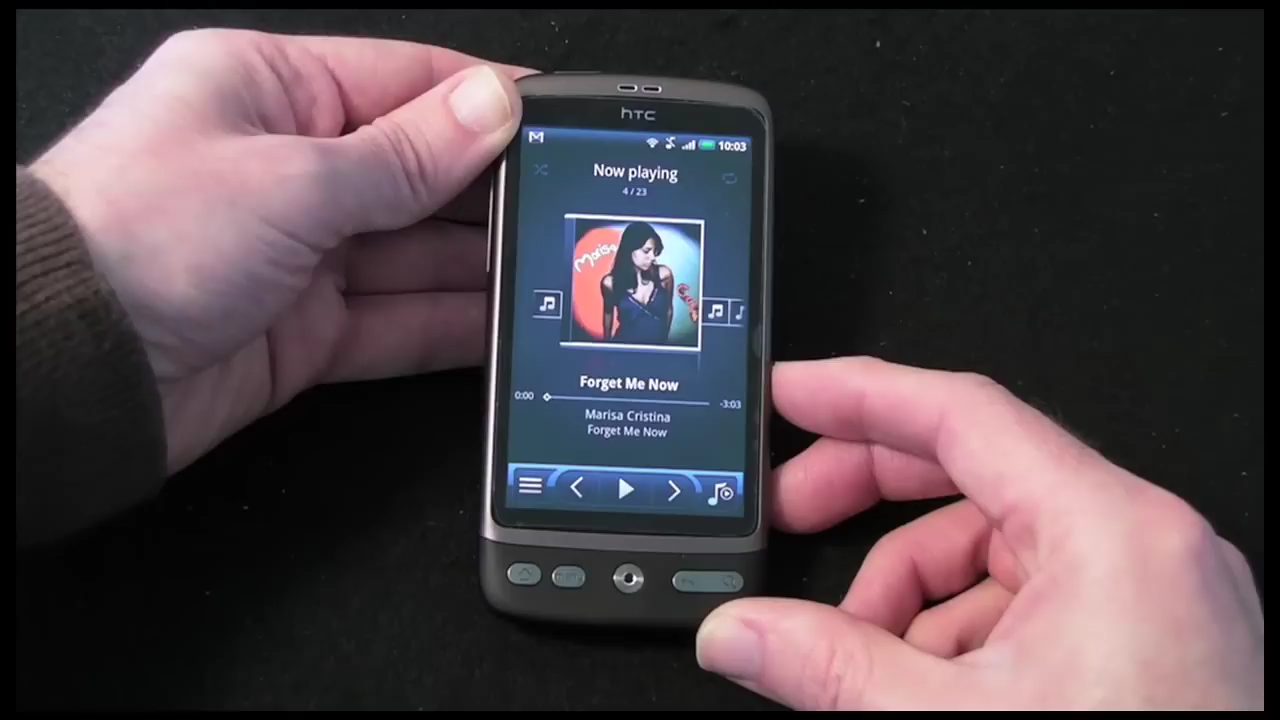 hTC
10:03
Now playing
4 / 23
Marisa
Forget Me Now
0:00
-3:03
Marisa Cristina
Forget Me Now